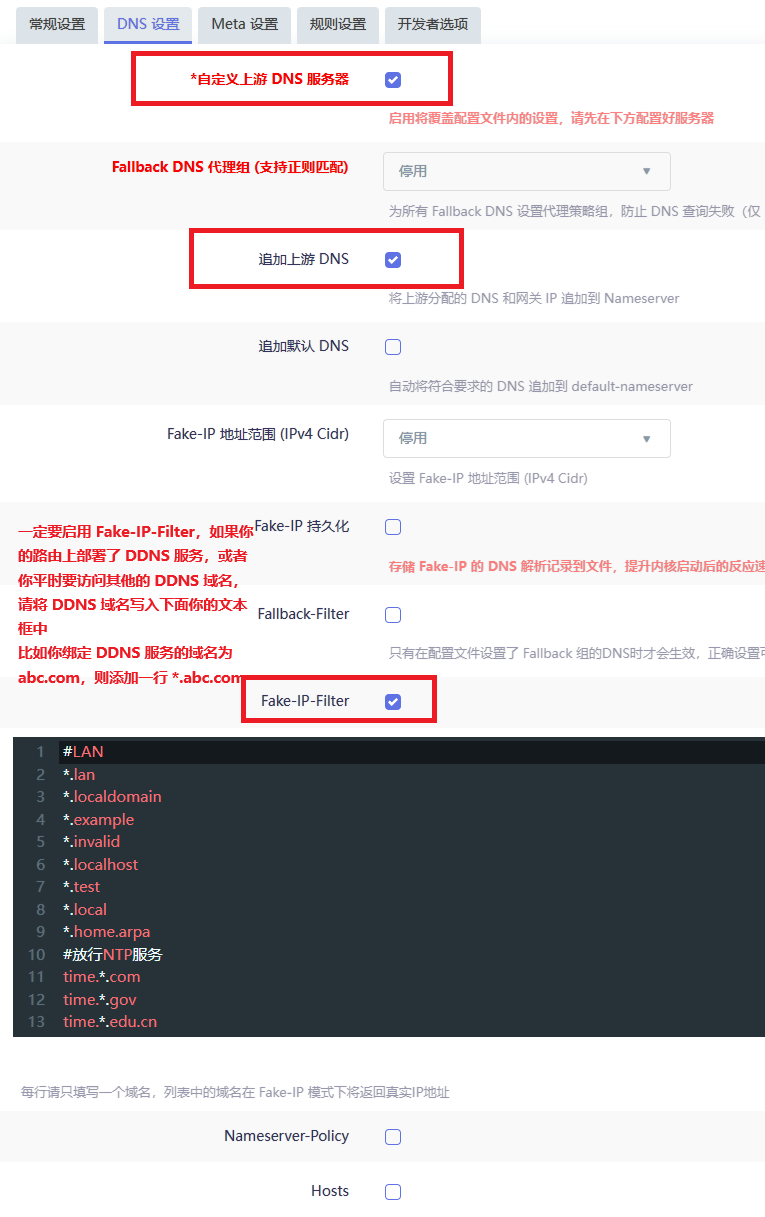 常规设置 DNS 设置 Meta 设置 规则设置 开发者选项
*自定义上游 DNS 服务器
启用将覆盖配置文件内的设置，请先在下方配置好服务器
Fallback DNS 代理组 (支持正则匹配) 停用
为所有 Fallback DNS 设置代理策略组，防止 DNS 查询失败（仅
追加上游 DNS
将上游分配的 DNS 和网关 IP 追加到 Nameserver
追加默认 DNS
自动将符合要求的 DNS 追加到 default-nameserver
Fake-IP 地址范围 (IPv4 Cidr) 停用
设置 Fake-IP 地址范围 (IPv4 Cidr)
Fake-IP 持久化
存储 Fake-IP 的 DNS 解析记录到文件，提升内核启动后的反应速
一定要启用 Fake-IP-Filter，如果你
的路由上部署了 DDNS 服务，或者
你平时要访问其他的 DDNS 域名，
请将 DDNS 域名写入下面你的文本
框中
比如你绑定 DDNS 服务的域名为
abc.com，则添加一行 *.abc.com
Fallback-Filter
只有在配置文件设置了 Fallback 组的DNS时才会生效，正确设置可
Fake-IP-Filter
1 #LAN
2 *.lan
3 *.localdomain
4 *.example
5 *.invalid
6 *.localhost
7 *.test
8 *.local
9 *.home.arpa
10 #放行NTP服务
11 time.*.com
12 time.*.gov
13 time.*.edu.cn
每行请只填写一个域名，列表中的域名在 Fake-IP 模式下将返回真实IP地址
Nameserver-Policy
Hosts